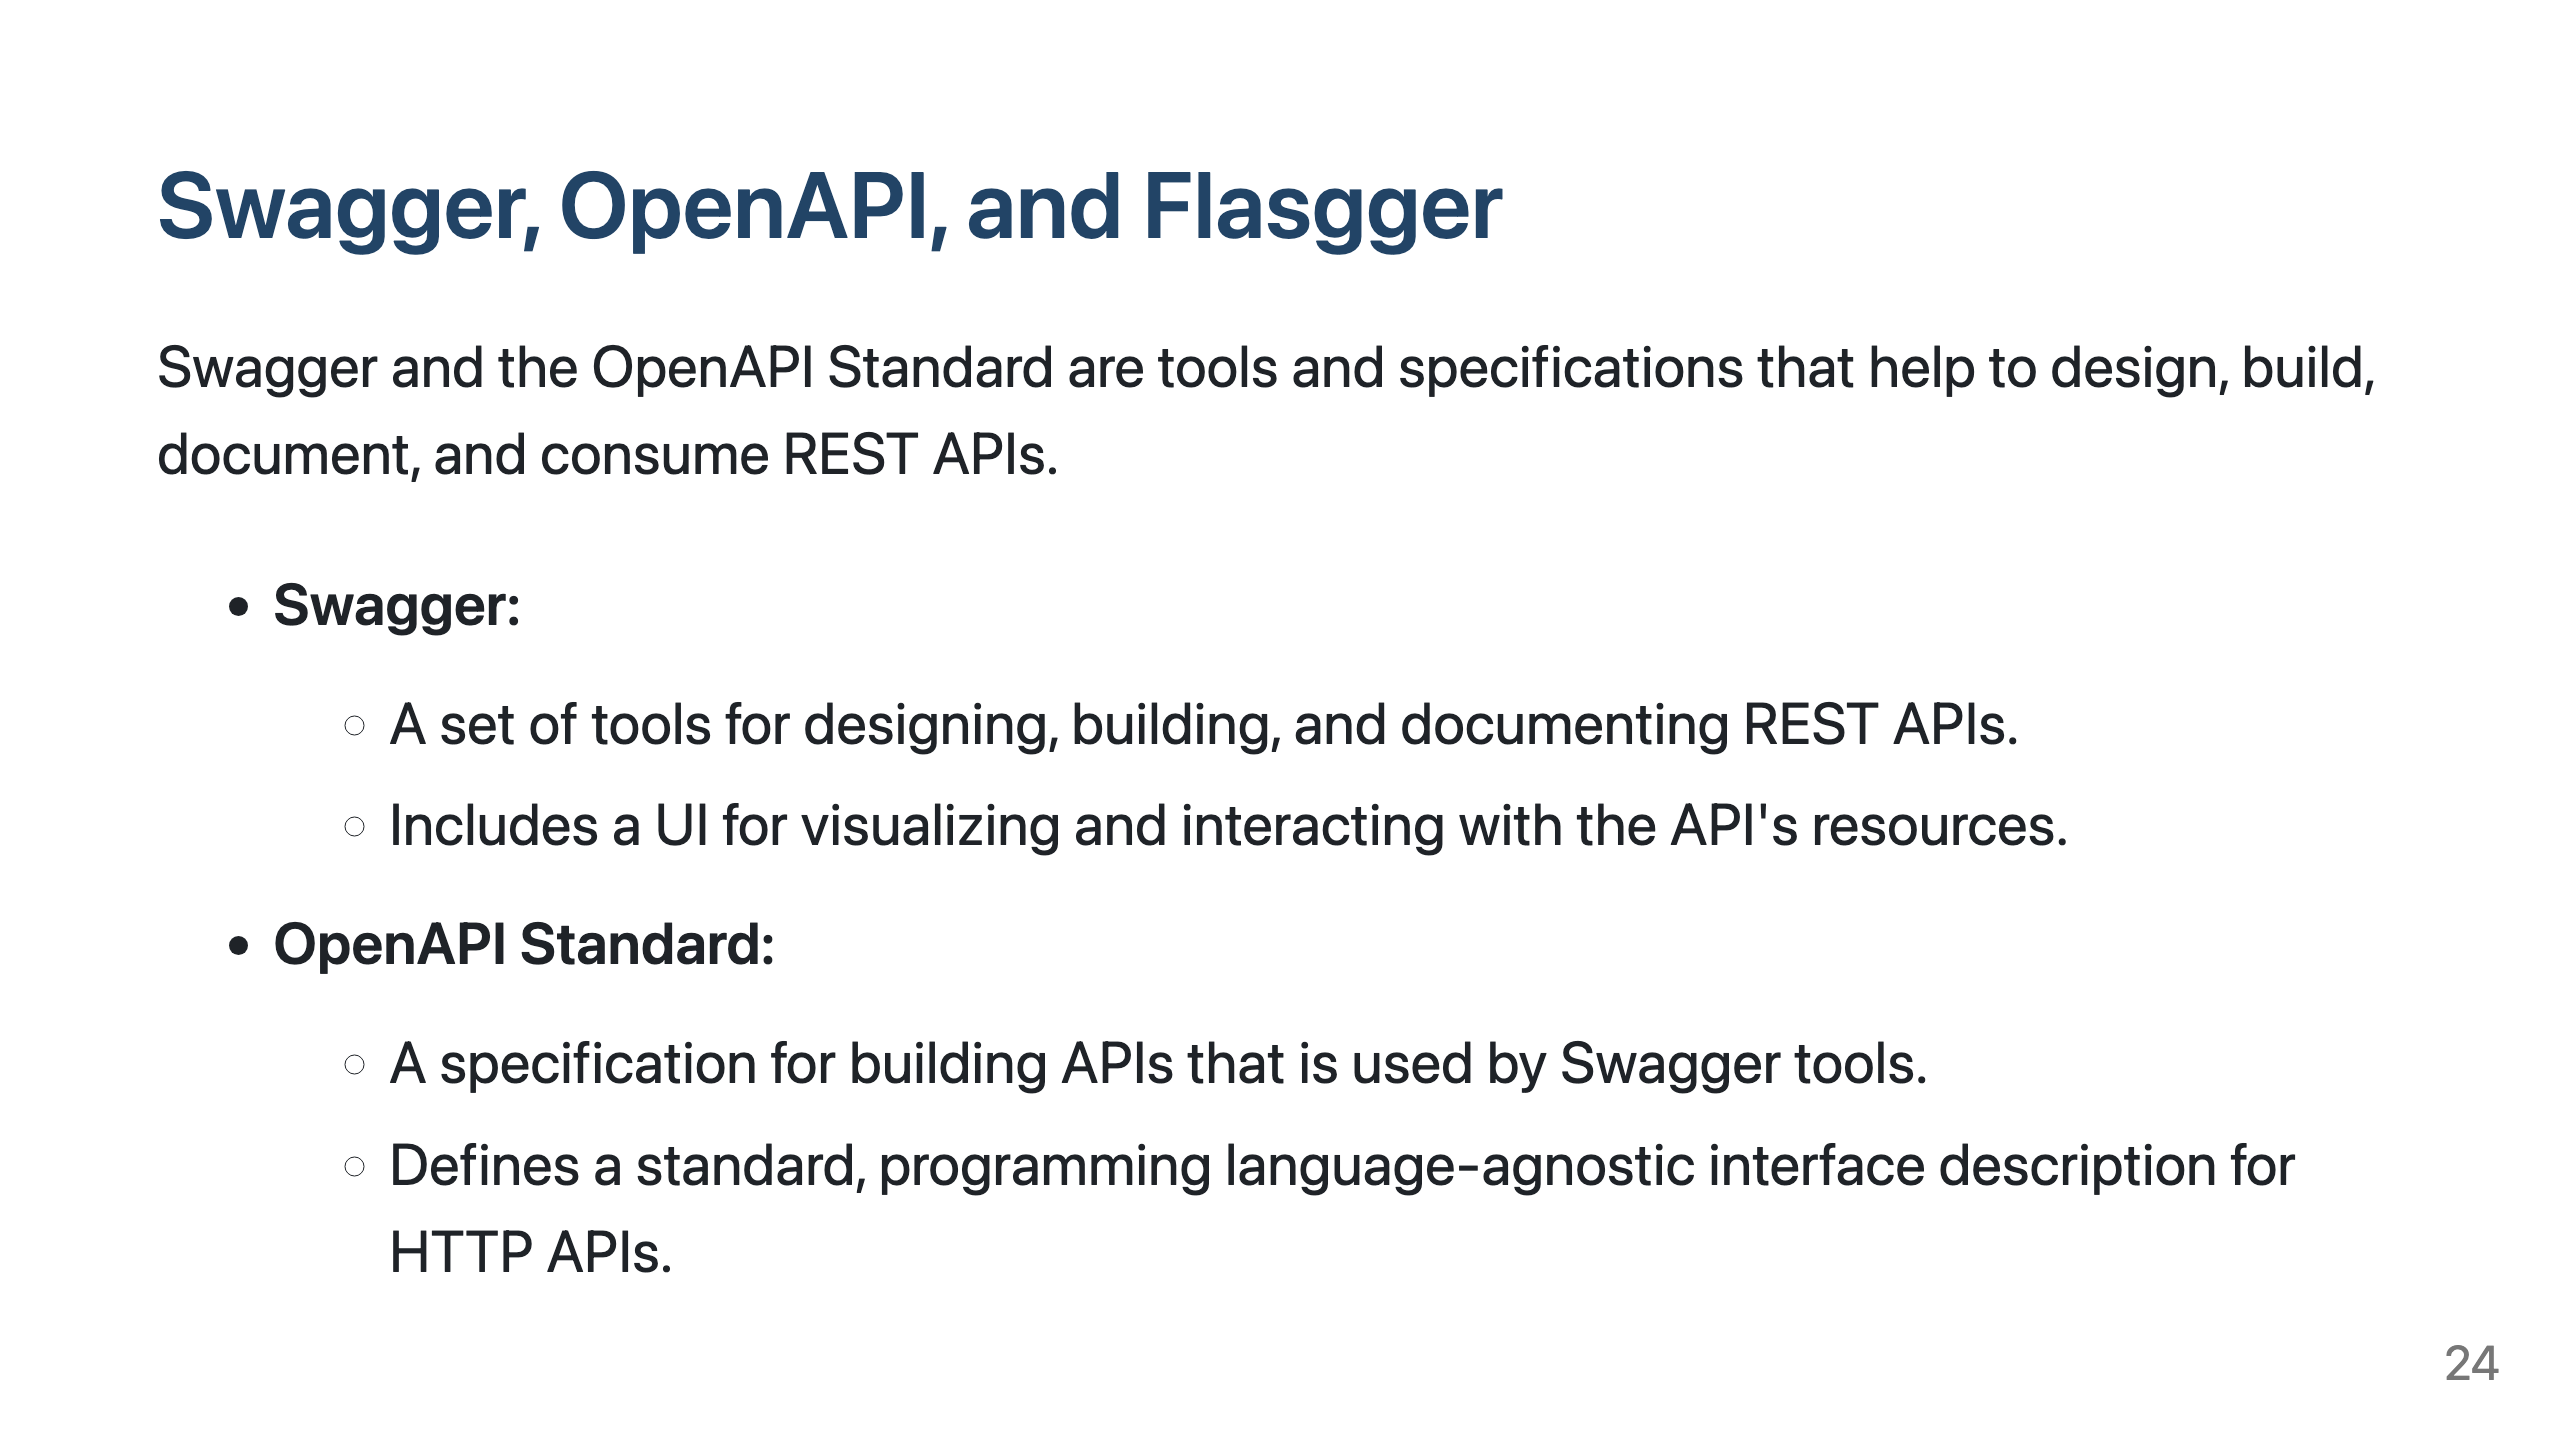 Swagger, OpenAPI, and Flasgger
Swagger and the OpenAPI Standard are tools and specifications that help to design, build,
document, and consume REST APIs.
• Swagger:
○ A set of tools for designing, building, and documenting REST APIs.
○ Includes a UI for visualizing and interacting with the API's resources.
• OpenAPI Standard:
○ A specification for building APIs that is used by Swagger tools.
○ Defines a standard, programming language-agnostic interface description for
HTTP APIs.
24